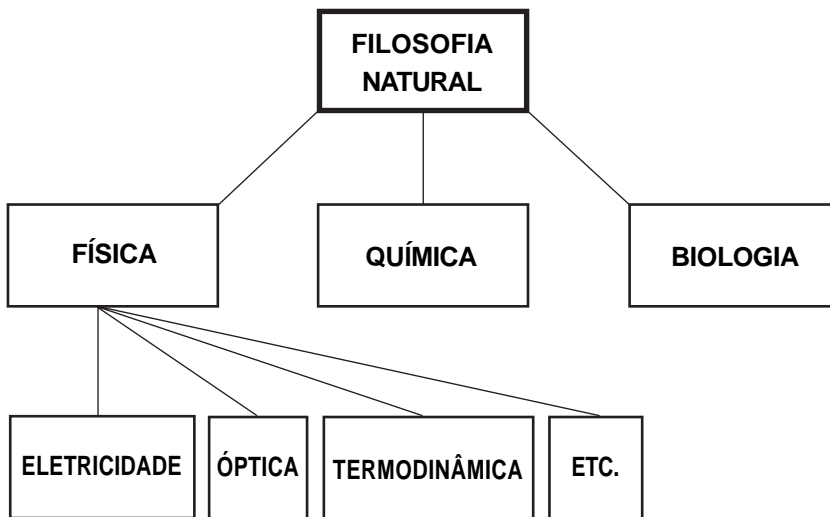 FILOSOFIA
NATURAL
FÍSICA
QUÍMICA
BIOLOGIA
ELETRICIDADE
ÓPTICA
TERMODINÂMICA
ETC.